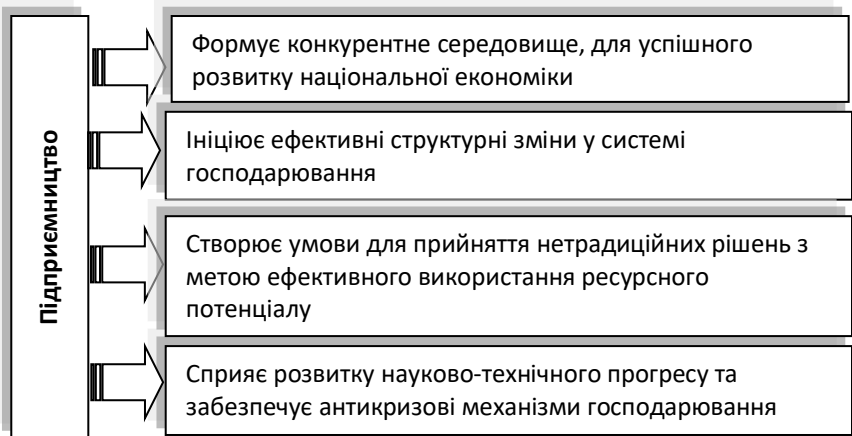 Підприємництво
Формує конкурентне середовище, для успішного
розвитку національної економіки
Ініціює ефективні структурні зміни у системі
господарювання
Створює умови для прийняття нетрадиційних рішень з
метою ефективного використання ресурсного
потенціалу
Сприяє розвитку науково-технічного прогресу та
забезпечує антикризові механізми господарювання